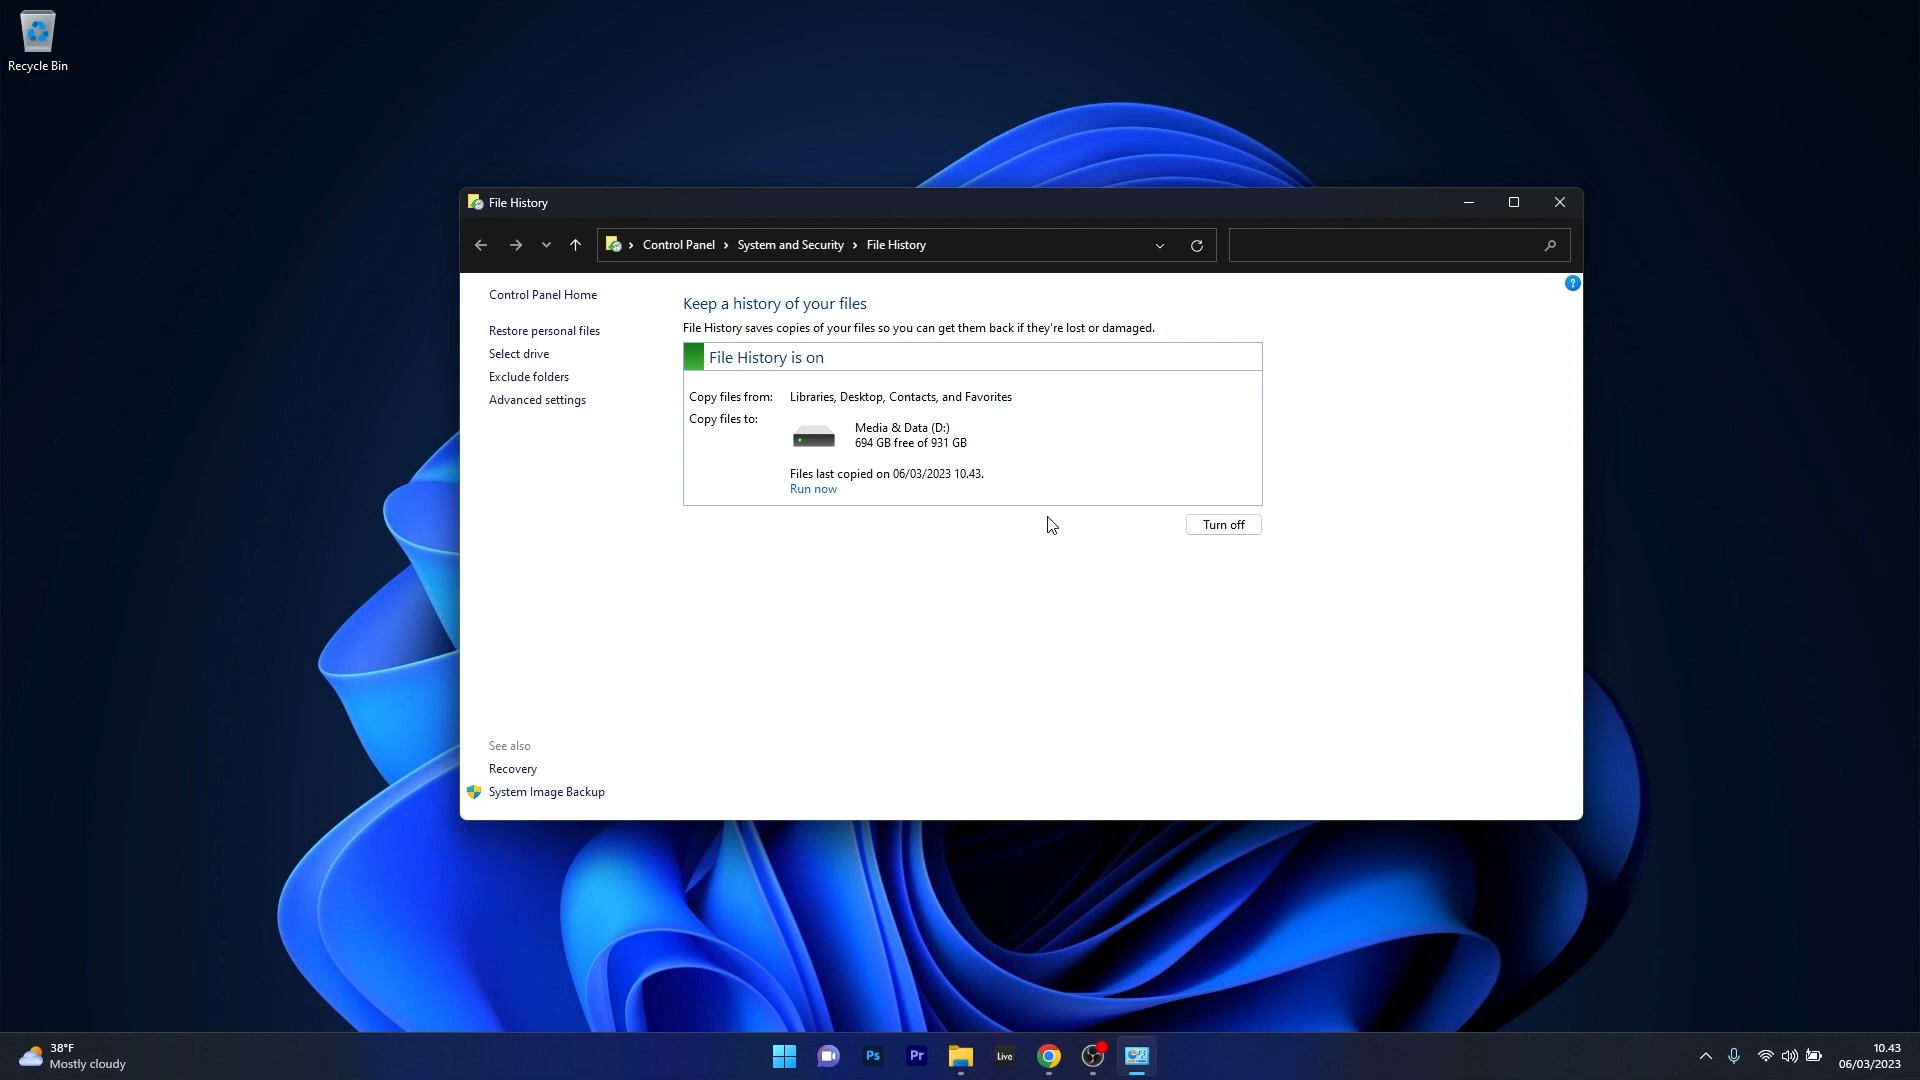 Recycle Bin
File History
Control Panel
System and Security
File History
Control Panel Home
Restore personal files
Select drive
Exclude folders
Advanced settings
Keep a history of your files
File History saves copies of your files so you can get them back if they're lost or damaged.
File History is on
Copy files from: Libraries, Desktop, Contacts, and Favorites
Copy files to:
Media & Data (D:)
694 GB free of 931 GB
Files last copied on 06/03/2023 10.43.
Run now
Turn off
See also
Recovery
System Image Backup
38°F
Mostly cloudy
Ps
Pr
Live
10.43
06/03/2023